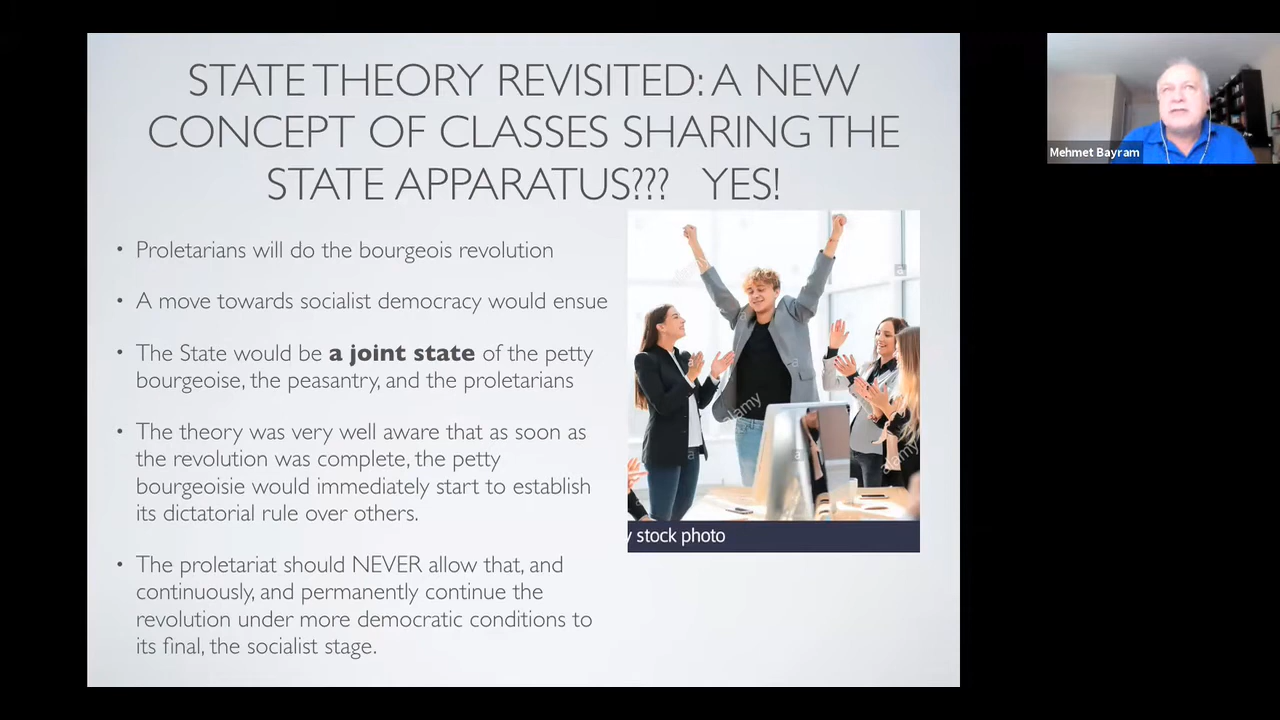 STATE THEORY REVISITED: A NEW
CONCEPT OF CLASSES SHARING THE
STATE APPARATUS??? YES!
• Proletarians will do the bourgeois revolution
• A move towards socialist democracy would ensue
• The State would be a joint state of the petty
bourgeoise, the peasantry, and the proletarians
• The theory was very well aware that as soon as
the revolution was complete, the petty
bourgeoisie would immediately start to establish
its dictatorial rule over others.
• The proletariat should NEVER allow that, and
continuously, and permanently continue the
revolution under more democratic conditions to
its final, the socialist stage.
a
a
a
alamy
a
a
alamy
a
y stock photo
Mehmet Bayram